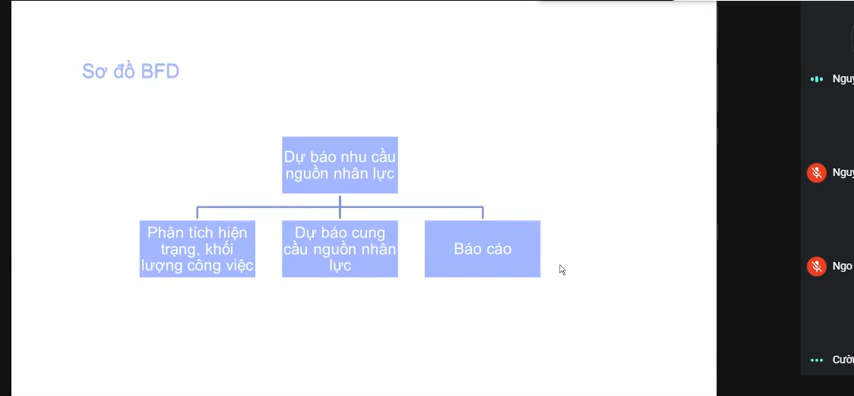 Sơ đồ BFD
Dự báo nhu cầu
nguồn nhân lực
Phân tích hiện
trạng, khối
lượng công việc
Dự báo cung
cầu nguồn nhân
lực
Báo cáo
Nguy
Nguy
Ngo
Cườn